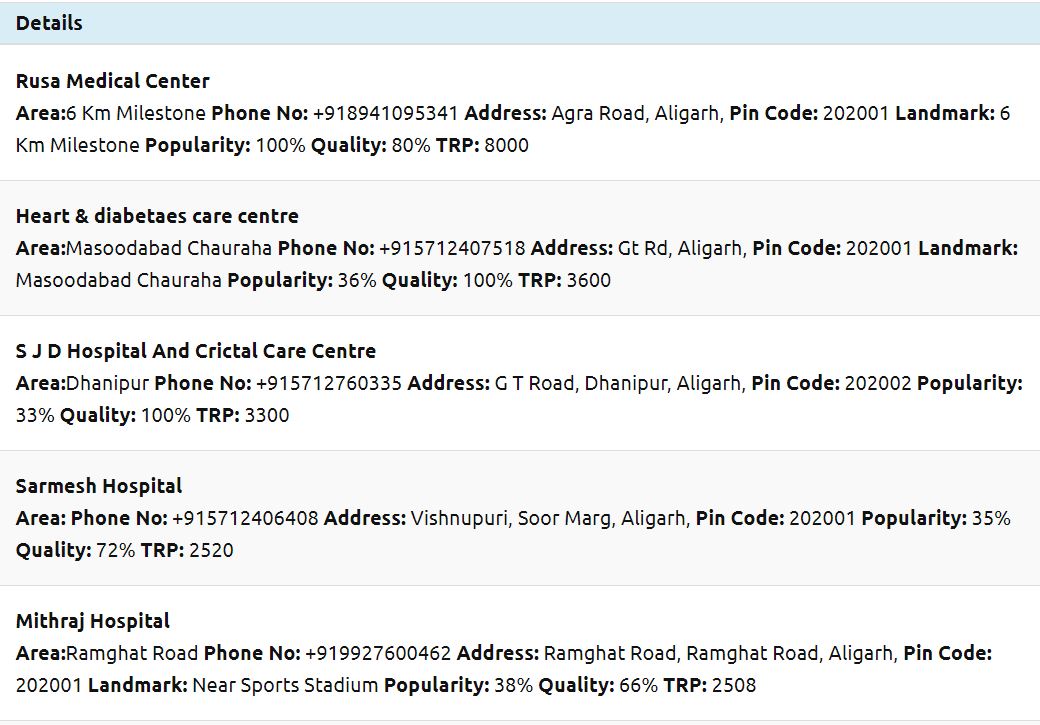 Details
Rusa Medical Center
Area:6 Km Milestone Phone No: +918941095341 Address: Agra Road, Aligarh, Pin Code: 202001 Landmark: 6
Km Milestone Popularity: 100% Quality: 80% TRP: 8000
Heart & diabetaes care centre
Area:Masoodabad Chauraha Phone No: +915712407518 Address: Gt Rd, Aligarh, Pin Code: 202001 Landmark:
Masoodabad Chauraha Popularity: 36% Quality: 100% TRP: 3600
S J D Hospital And Crictal Care Centre
Area:Dhanipur Phone No: +915712760335 Address: G T Road, Dhanipur, Aligarh, Pin Code: 202002 Popularity:
33% Quality: 100% TRP: 3300
Sarmesh Hospital
Area: Phone No: +915712406408 Address: Vishnupuri, Soor Marg, Aligarh, Pin Code: 202001 Popularity: 35%
Quality: 72% TRP: 2520
Mithraj Hospital
Area:Ramghat Road Phone No: +919927600462 Address: Ramghat Road, Ramghat Road, Aligarh, Pin Code:
202001 Landmark: Near Sports Stadium Popularity: 38% Quality: 66% TRP: 2508